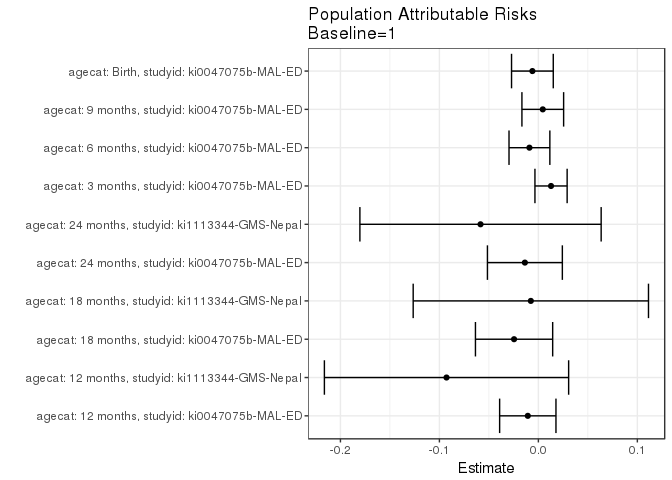 Population Attributable Risks
Baseline=1
agecat: Birth, studyid: ki0047075b-MAL-ED
agecat: 9 months, studyid: ki0047075b-MAL-ED
agecat: 6 months, studyid: ki0047075b-MAL-ED
agecat: 3 months, studyid: ki0047075b-MAL-ED
agecat: 24 months, studyid: ki1113344-GMS-Nepal
agecat: 24 months, studyid: ki0047075b-MAL-ED
agecat: 18 months, studyid: ki1113344-GMS-Nepal
agecat: 18 months, studyid: ki0047075b-MAL-ED
agecat: 12 months, studyid: ki1113344-GMS-Nepal
agecat: 12 months, studyid: ki0047075b-MAL-ED
-0.2 -0.1 0.0 0.1
Estimate